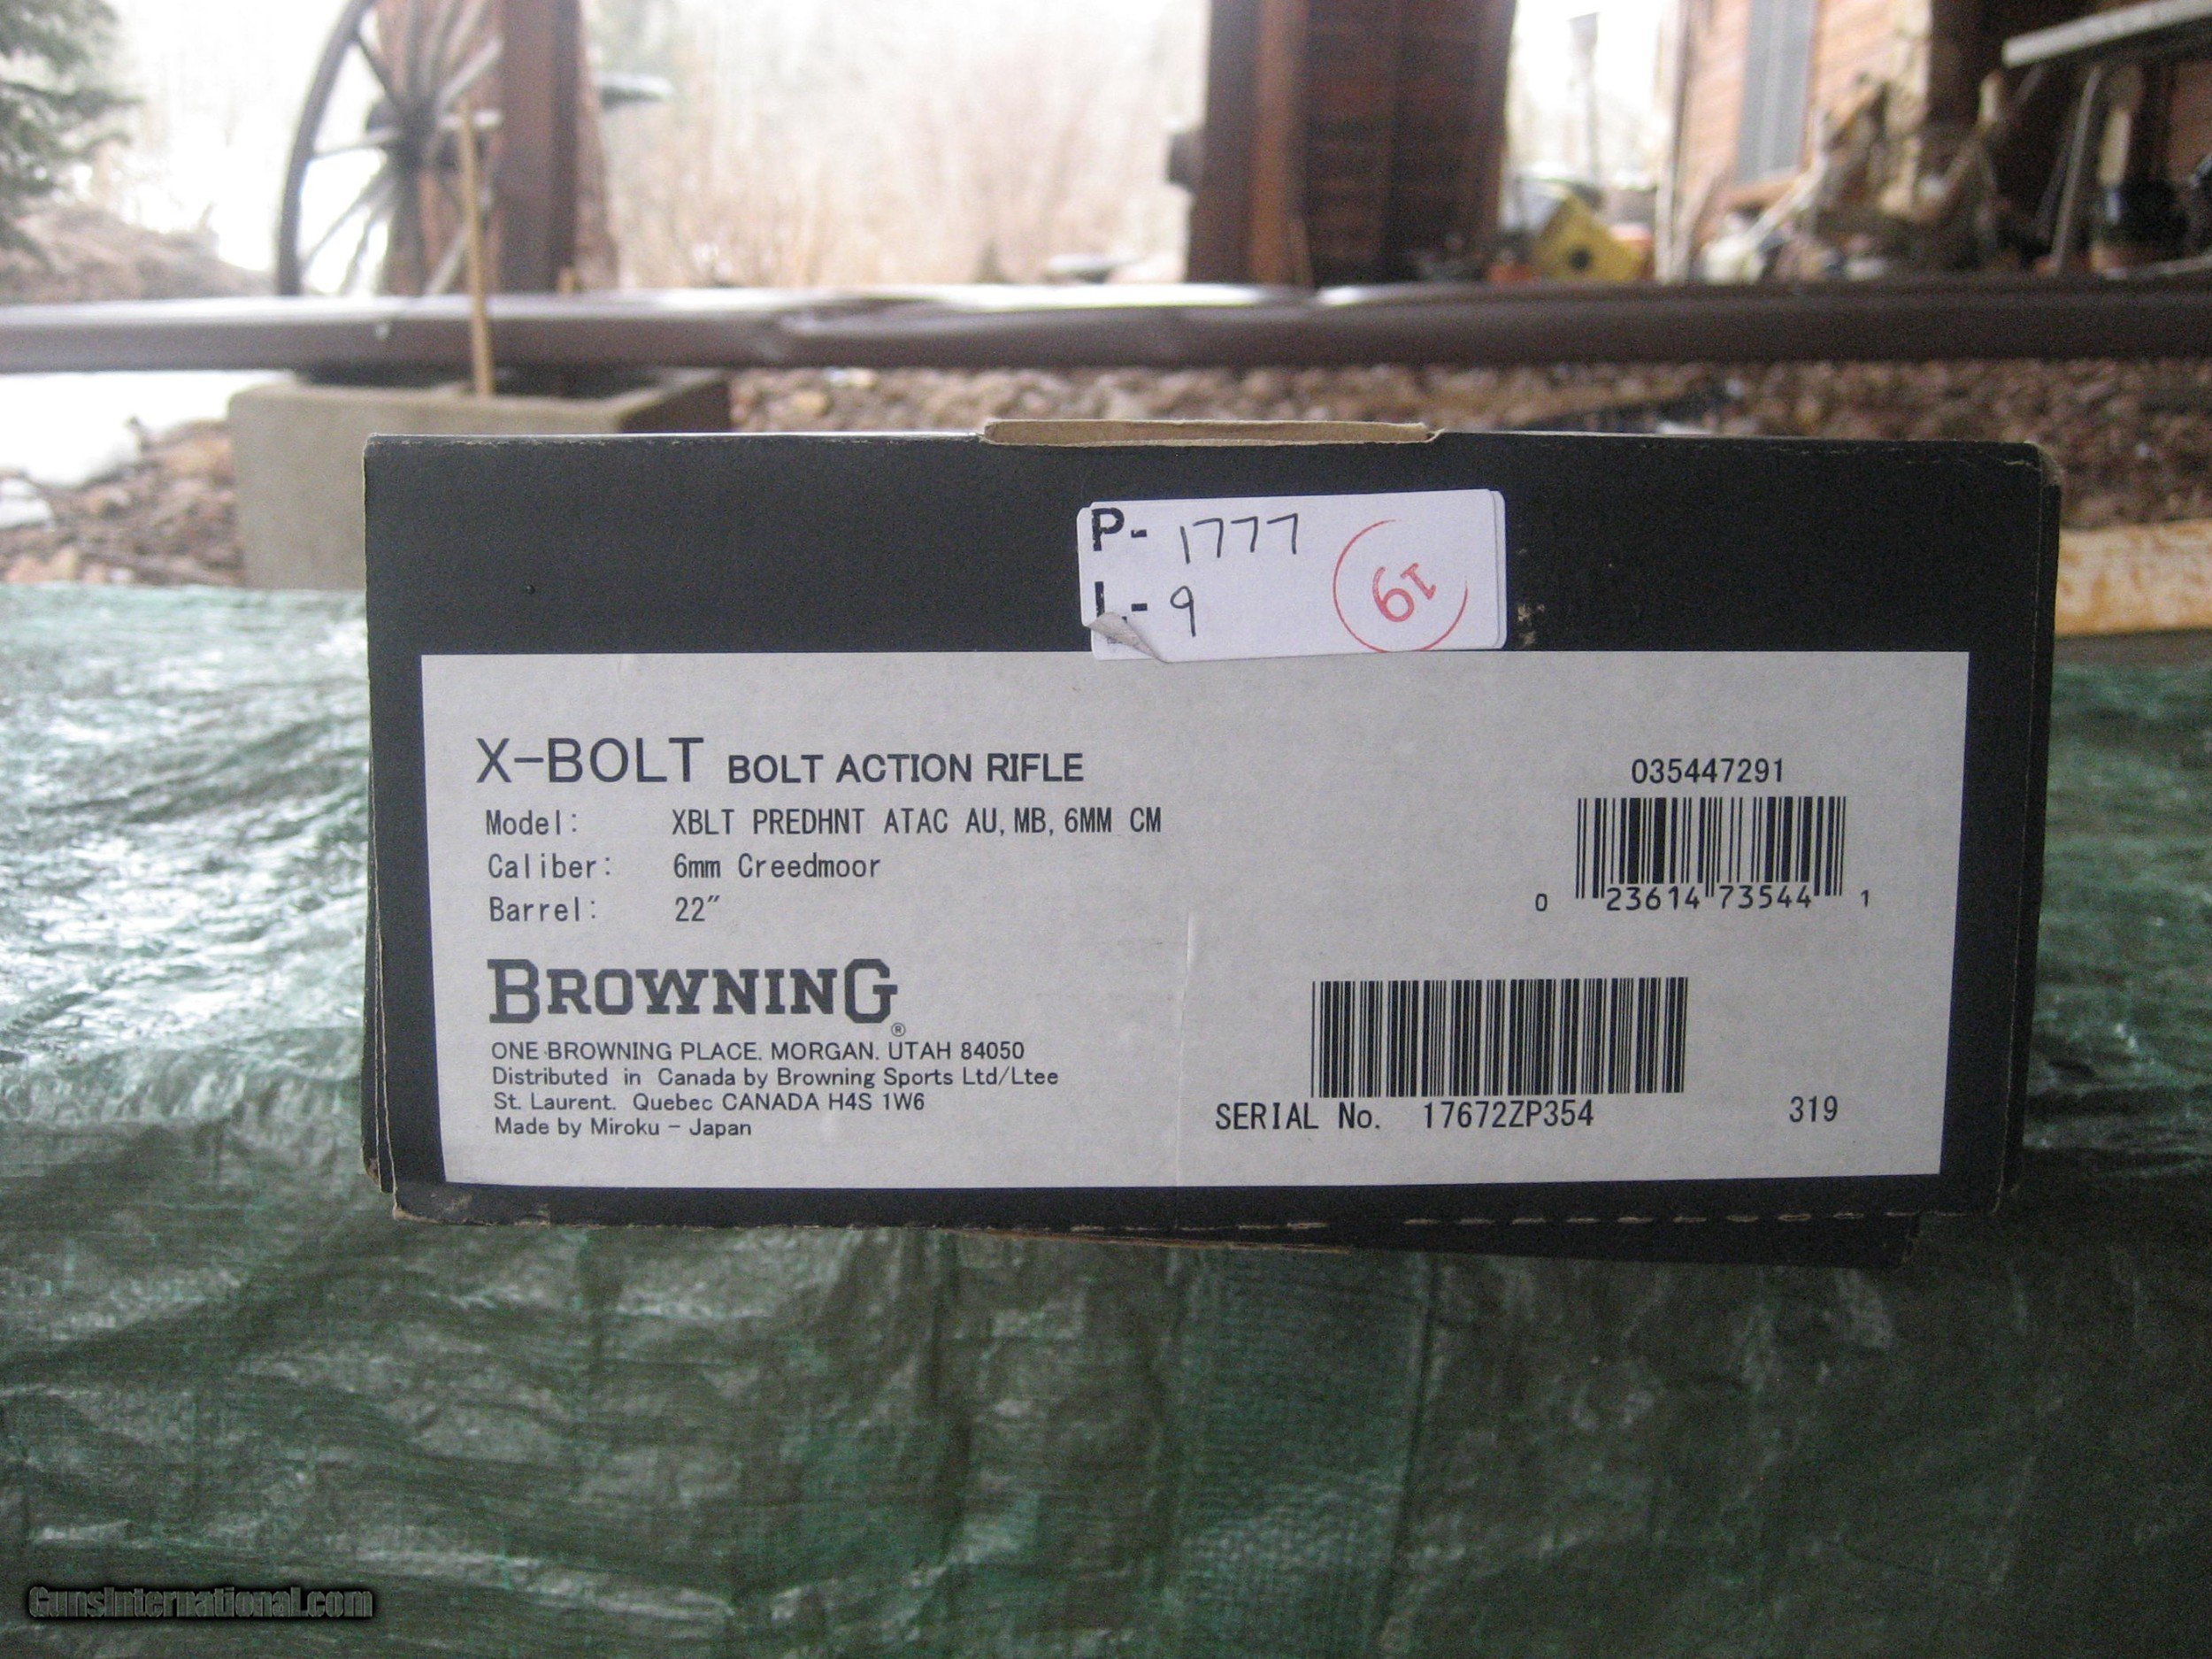 P- 1777
L- 9
19
X-BOLT BOLT ACTION RIFLE
Model: XBLT PREDHNT ATAC AU,MB,6MM CM
Caliber: 6mm Creedmoor
Barrel: 22"
035447291
0 23614 73544 1
BROWNING®
ONE BROWNING PLACE. MORGAN. UTAH 84050
Distributed in Canada by Browning Sports Ltd/Ltee
St. Laurent. Quebec CANADA H4S 1W6
Made by Miroku - Japan
SERIAL No. 17672ZP354 319
GunsInternational.com